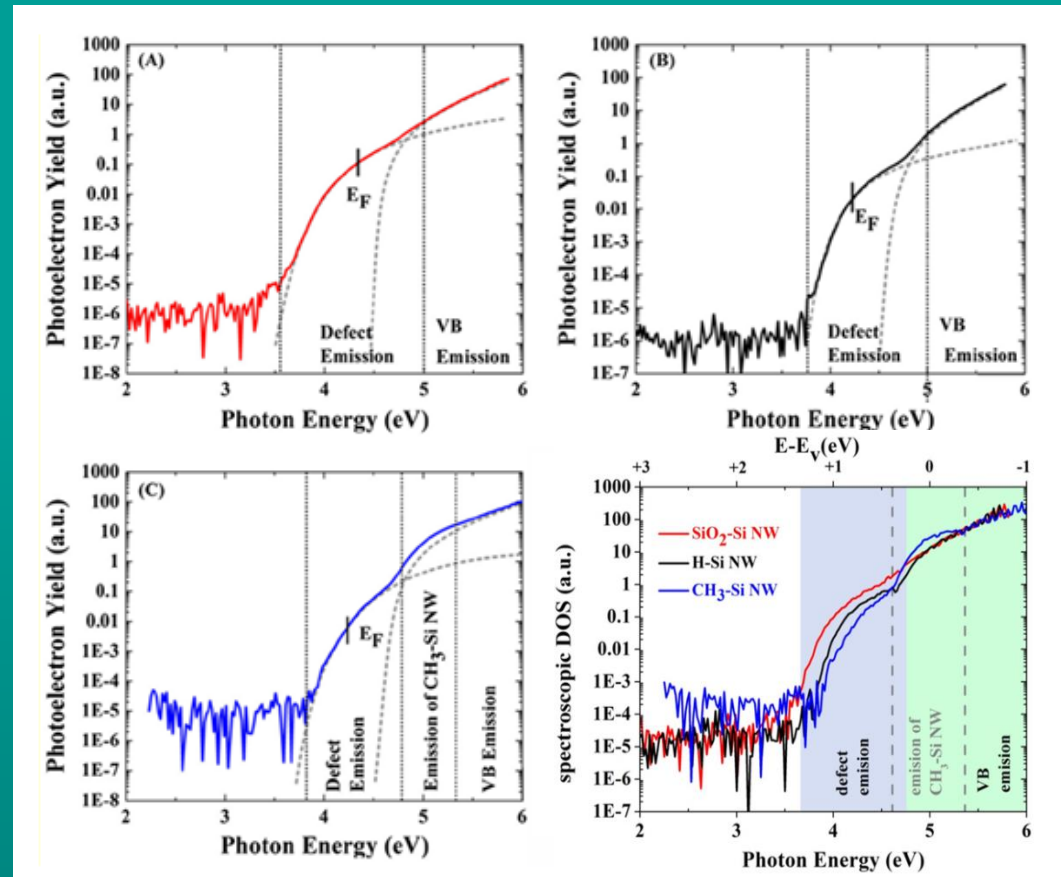 (A)
Photoelectron Yield (a.u.)
1000
100
10
1
0.1
0.01
1E-3
1E-4
1E-5
1E-6
1E-7
1E-8
E_F
Defect
Emission
VB
Emission
2 3 4 5 6
Photon Energy (eV)
(B)
Photoelectron Yield (a.u.)
1000
100
10
1
0.1
0.01
1E-3
1E-4
1E-5
1E-6
1E-7
E_F
Defect
Emission
VB
Emission
2 3 4 5 6
Photon Energy (eV)
(C)
Photoelectron Yield (a.u.)
1000
100
10
1
0.1
0.01
1E-3
1E-4
1E-5
1E-6
1E-7
1E-8
E_F
Defect
Emission
Emission of CH₃-Si NW
VB Emission
2 3 4 5 6
Photon Energy (eV)
E-E_v(eV)
+3 +2 +1 0 -1
spectroscopic DOS (a.u.)
1000
100
10
1
0.1
0.01
1E-3
1E-4
1E-5
1E-6
1E-7
SiO₂-Si NW
H-Si NW
CH₃-Si NW
defect
emision
emision of
CH₃-Si NW
VB
emision
2 3 4 5 6
Photon Energy (eV)